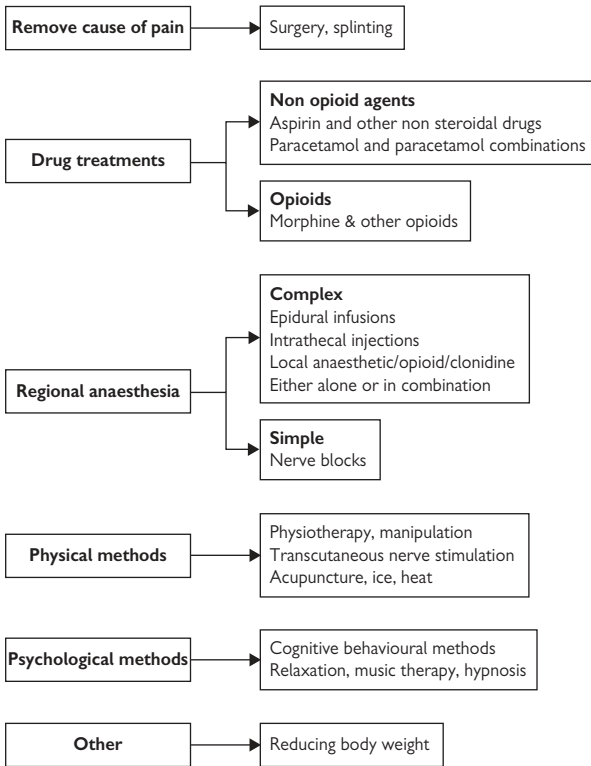 Remove cause of pain
Surgery, splinting
Drug treatments
Non opioid agents
Aspirin and other non steroidal drugs
Paracetamol and paracetamol combinations
Opioids
Morphine & other opioids
Regional anaesthesia
Complex
Epidural infusions
Intrathecal injections
Local anaesthetic/opioid/clonidine
Either alone or in combination
Simple
Nerve blocks
Physical methods
Physiotherapy, manipulation
Transcutaneous nerve stimulation
Acupuncture, ice, heat
Psychological methods
Cognitive behavioural methods
Relaxation, music therapy, hypnosis
Other
Reducing body weight